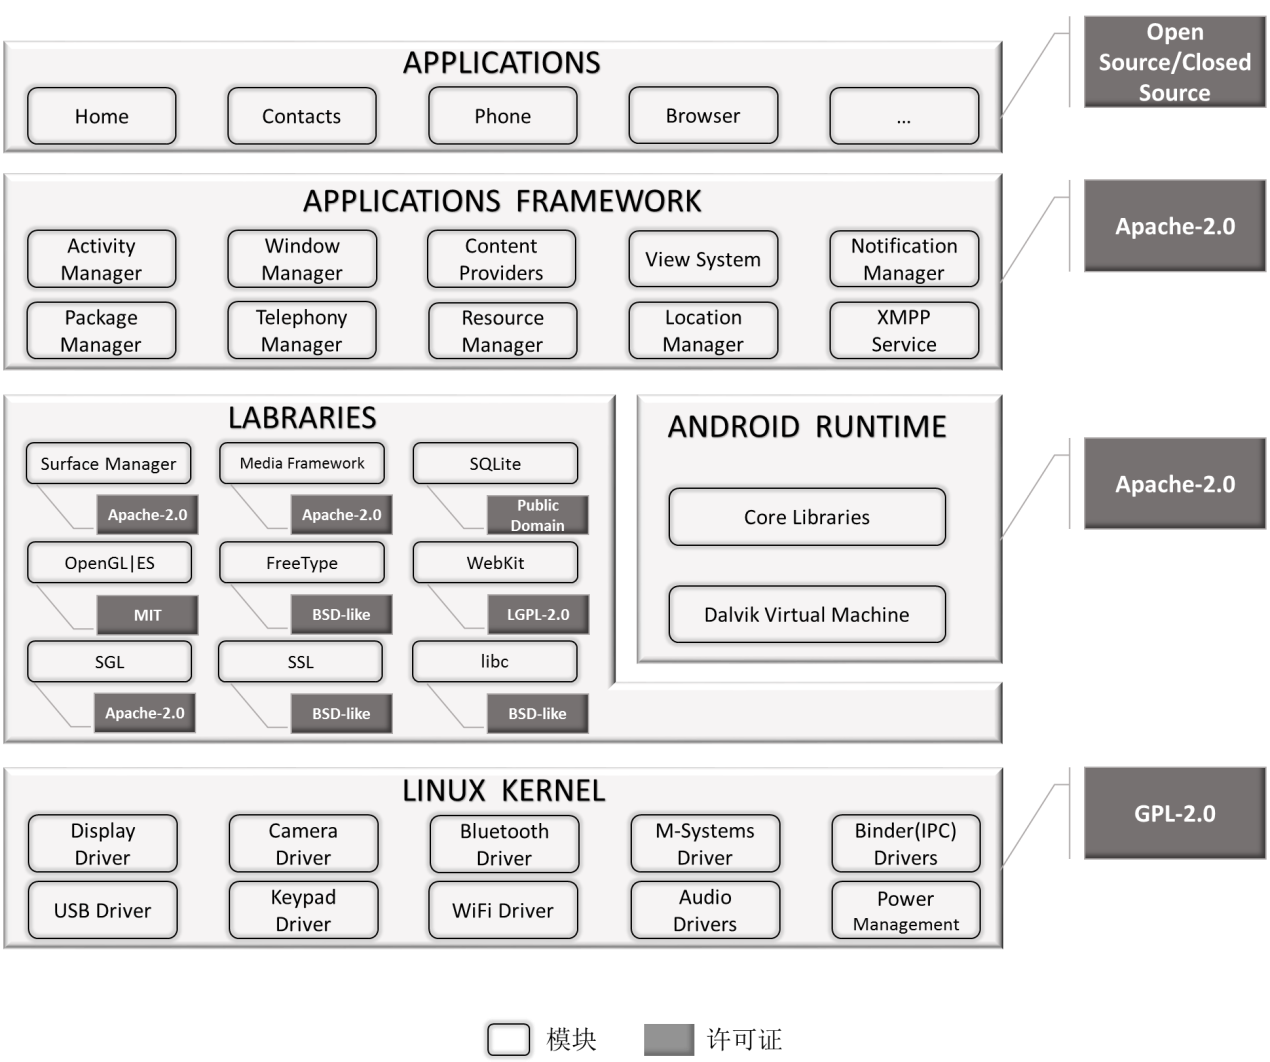 APPLICATIONS
Home
Contacts
Phone
Browser
...
Open
Source/Closed
Source
APPLICATIONS FRAMEWORK
Activity
Manager
Window
Manager
Content
Providers
View System
Notification
Manager
Package
Manager
Telephony
Manager
Resource
Manager
Location
Manager
XMPP
Service
Apache-2.0
LABRARIES
Surface Manager
Media Framework
SQLite
Apache-2.0
Apache-2.0
Public
Domain
OpenGL|ES
FreeType
WebKit
MIT
BSD-like
LGPL-2.0
SGL
SSL
libc
Apache-2.0
BSD-like
BSD-like
ANDROID RUNTIME
Core Libraries
Dalvik Virtual Machine
Apache-2.0
LINUX KERNEL
Display
Driver
Camera
Driver
Bluetooth
Driver
M-Systems
Driver
Binder(IPC)
Drivers
USB Driver
Keypad
Driver
WiFi Driver
Audio
Drivers
Power
Management
GPL-2.0
模块
许可证